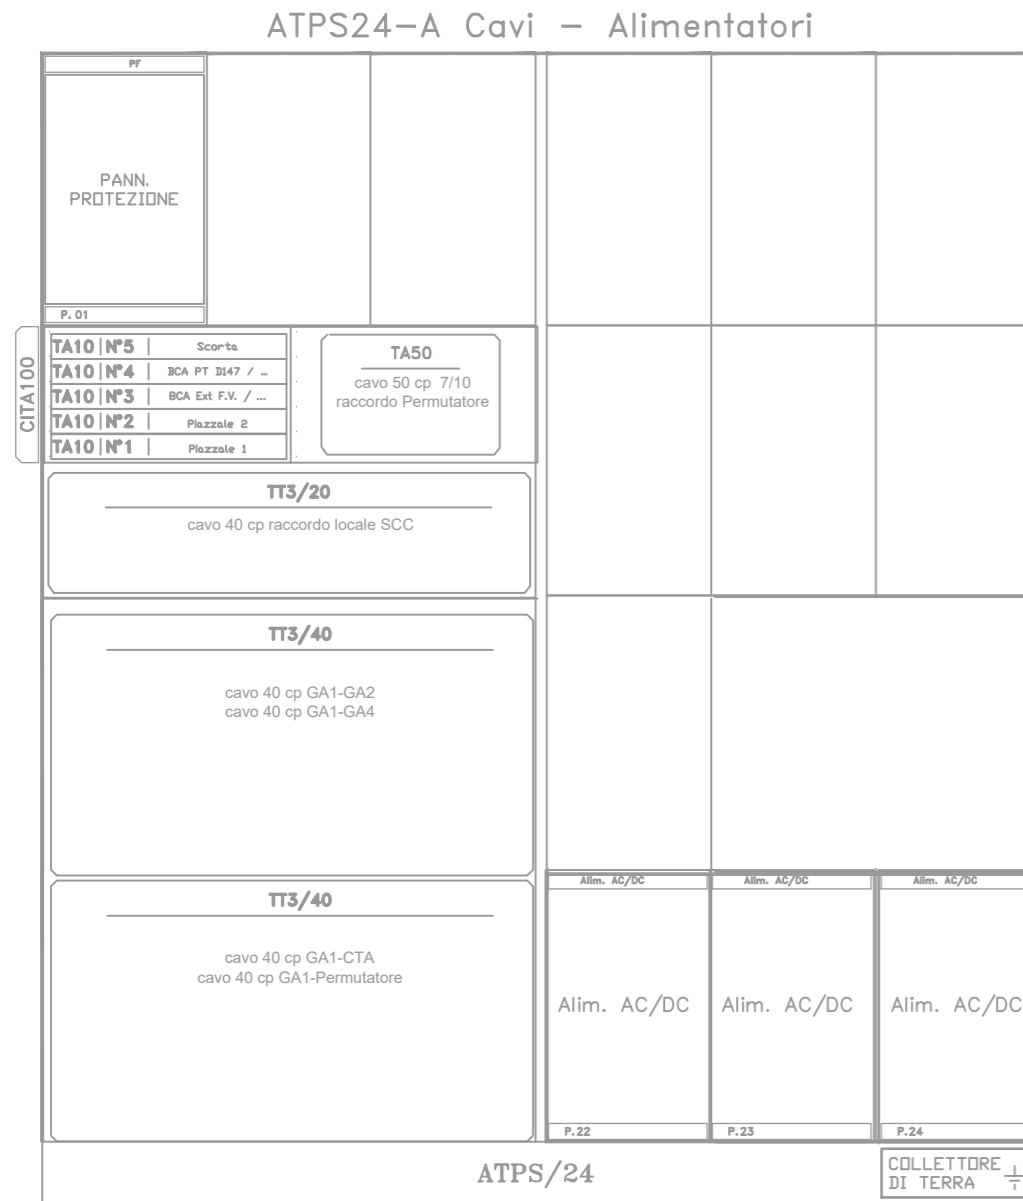 ATPS24-A Cavi - Alimentatori
PF
PANN.
PROTEZIONE
P. 01
CITA100
TA10 | N°5 | Scorta
TA10 | N°4 | BCA PT D147 / ...
TA10 | N°3 | BCA Ext F.V. / ...
TA10 | N°2 | Piazzale 2
TA10 | N°1 | Piazzale 1
TA50
cavo 50 cp 7/10
raccordo Permutatore
TT3/20
cavo 40 cp raccordo locale SCC
TT3/40
cavo 40 cp GA1-GA2
cavo 40 cp GA1-GA4
TT3/40
cavo 40 cp GA1-CTA
cavo 40 cp GA1-Permutatore
Alim. AC/DC
Alim. AC/DC
P.22
Alim. AC/DC
Alim. AC/DC
P.23
Alim. AC/DC
Alim. AC/DC
P.24
ATPS/24
COLLETTORE
DI TERRA